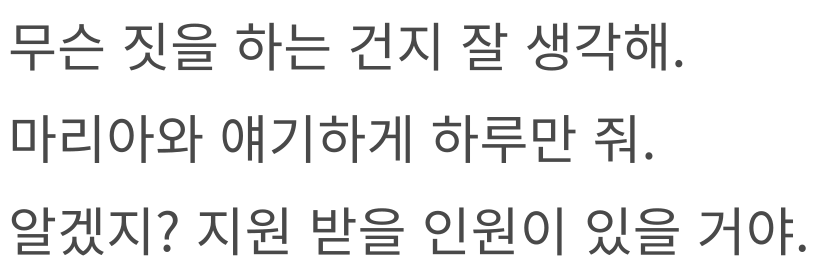 무슨 짓을 하는 건지 잘 생각해.
마리아와 얘기하게 하루만 줘.
알겠지? 지원 받을 인원이 있을 거야.